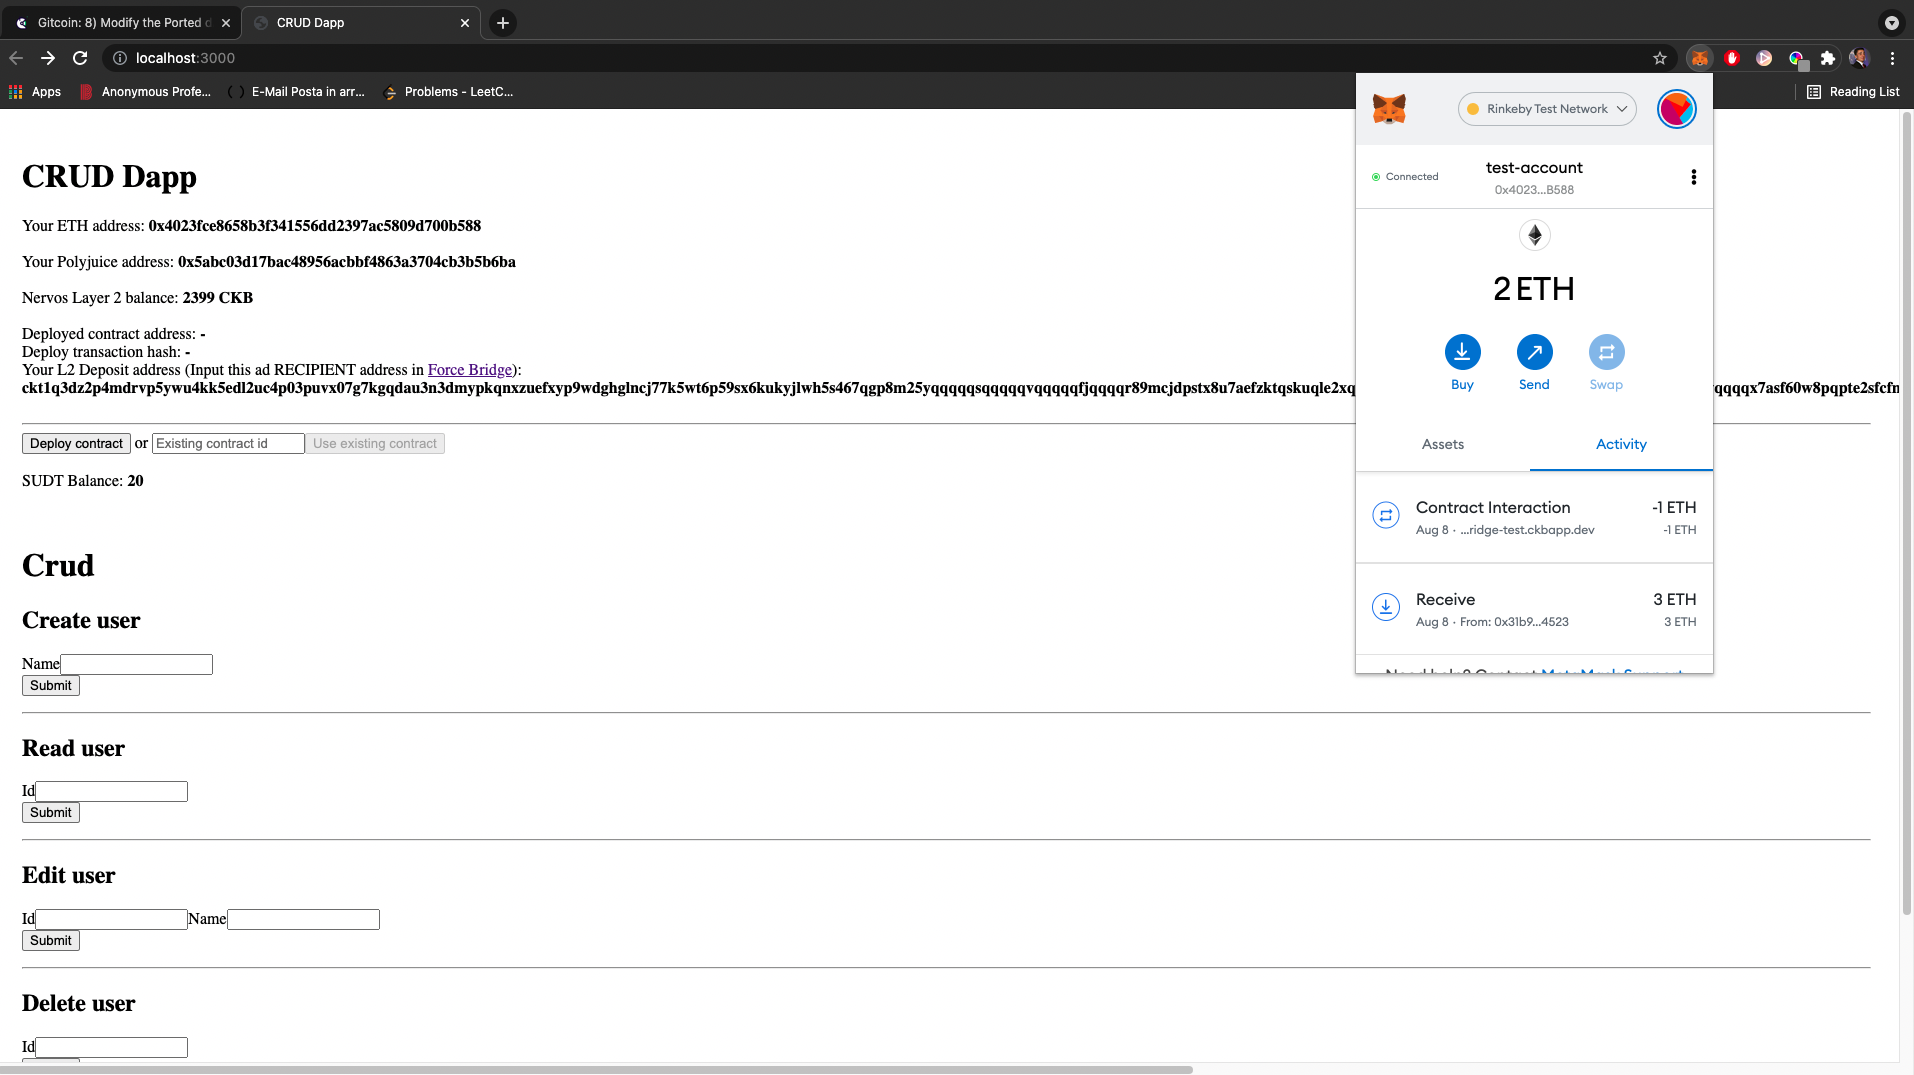 Gitcoin: 8) Modify the Ported d
CRUD Dapp
localhost:3000
Apps
Anonymous Profe...
E-Mail Posta in arr...
Problems - LeetC...
Reading List
CRUD Dapp
Your ETH address: 0x4023fce8658b3f341556dd2397ac5809d700b588
Your Polyjuice address: 0x5abc03d17bac48956acbbf4863a3704cb3b5b6ba
Nervos Layer 2 balance: 2399 CKB
Deployed contract address: -
Deploy transaction hash: -
Your L2 Deposit address (Input this ad RECIPIENT address in Force Bridge):
ckt1q3dz2p4mdrvp5ywu4kk5edl2uc4p03puvx07g7kgqdau3n3dmypkqnxzuefxyp9wdghglncj77k5wt6p59sx6kukyjlwh5s467qgp8m25yqqqqqsqqqqqvqqqqqfjqqqqr89mcjdpstx8u7aefzktqskuqle2xq qqqqx7asf60w8pqpte2sfcfn
Deploy contract or Existing contract id Use existing contract
SUDT Balance: 20
Crud
Create user
Name
Submit
Read user
Id
Submit
Edit user
Id Name
Submit
Delete user
Id
Rinkeby Test Network
Connected
test-account
0x4023...B588
2 ETH
Buy
Send
Swap
Assets
Activity
Contract Interaction -1 ETH
Aug 8 · ...ridge-test.ckbapp.dev -1 ETH
Receive 3 ETH
Aug 8 · From: 0x31b9...4523 3 ETH
Need help? Contact MetaMask Support